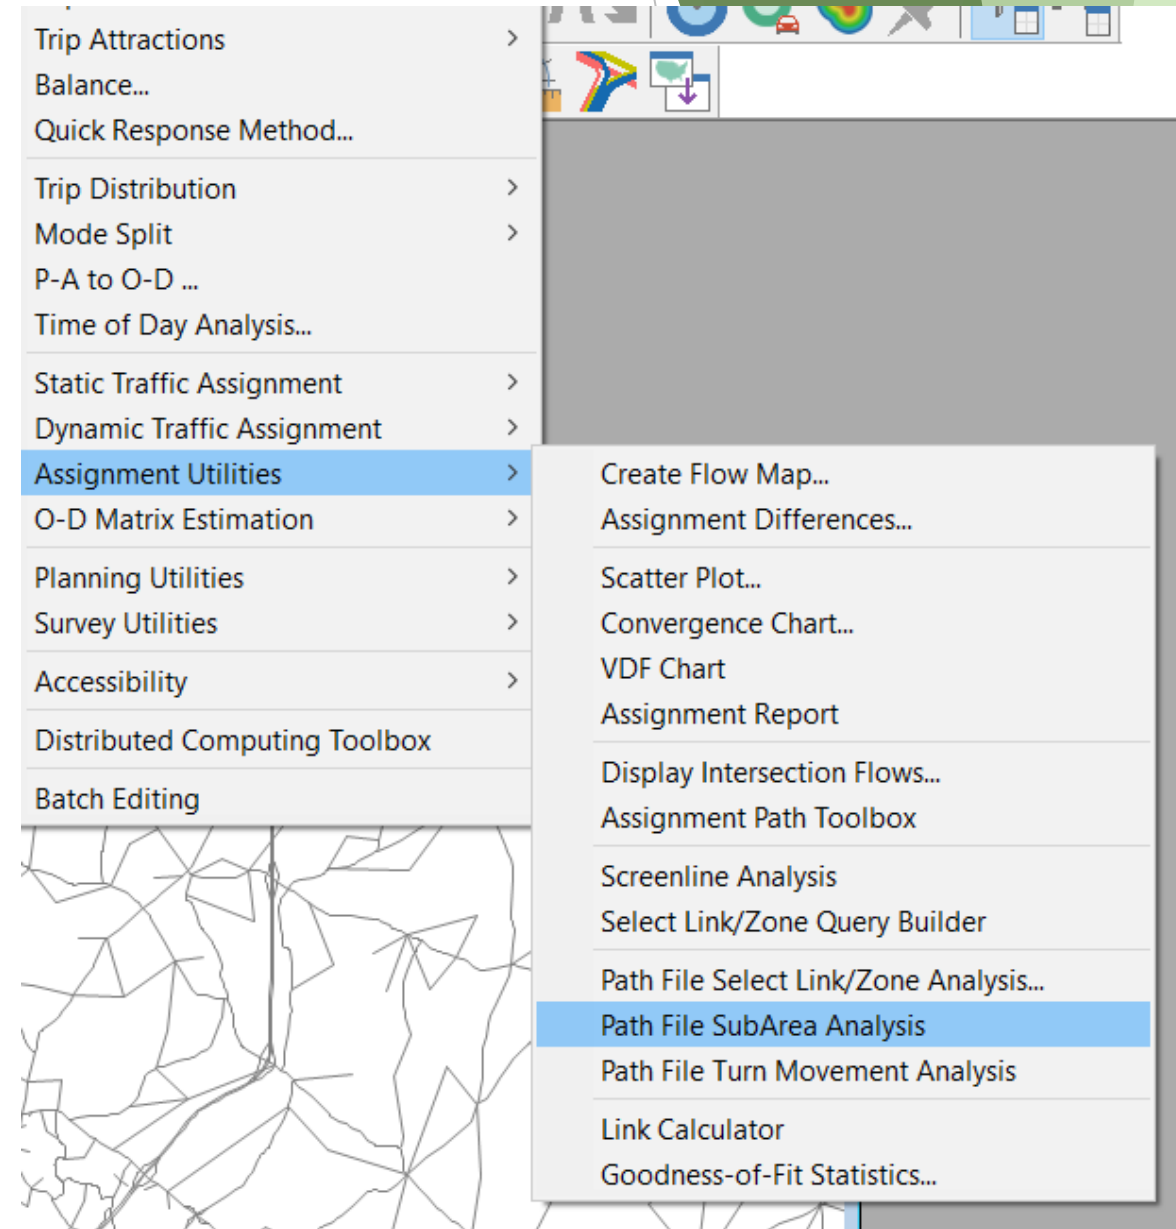 Trip Attractions
Balance...
Quick Response Method...
Trip Distribution
Mode Split
P-A to O-D ...
Time of Day Analysis...
Static Traffic Assignment
Dynamic Traffic Assignment
Assignment Utilities
O-D Matrix Estimation
Planning Utilities
Survey Utilities
Accessibility
Distributed Computing Toolbox
Batch Editing
Create Flow Map...
Assignment Differences...
Scatter Plot...
Convergence Chart...
VDF Chart
Assignment Report
Display Intersection Flows...
Assignment Path Toolbox
Screenline Analysis
Select Link/Zone Query Builder
Path File Select Link/Zone Analysis...
Path File SubArea Analysis
Path File Turn Movement Analysis
Link Calculator
Goodness-of-Fit Statistics...